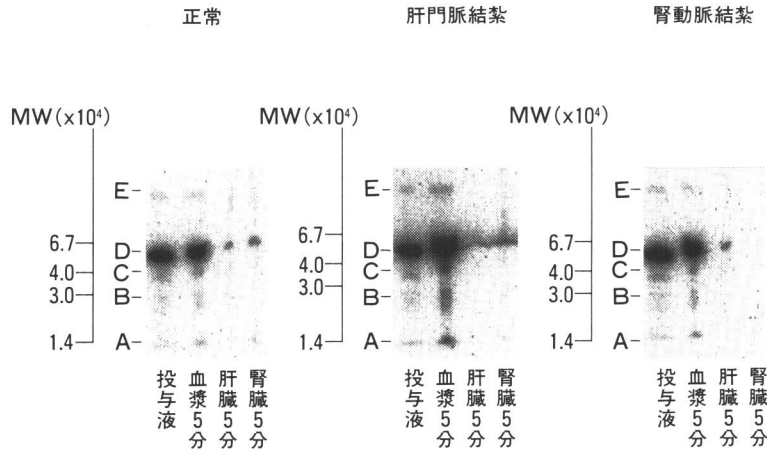 正常
MW(x10⁴)
E
D
C
B
A
6.7
4.0
3.0
1.4
投与液
血漿5分
肝臓5分
腎臓5分
肝門脈結紮
MW(x10⁴)
E
D
C
B
A
6.7
4.0
3.0
1.4
投与液
血漿5分
肝臓5分
腎臓5分
腎動脈結紮
MW(x10⁴)
E
D
C
B
A
6.7
4.0
3.0
1.4
投与液
血漿5分
肝臓5分
腎臓5分